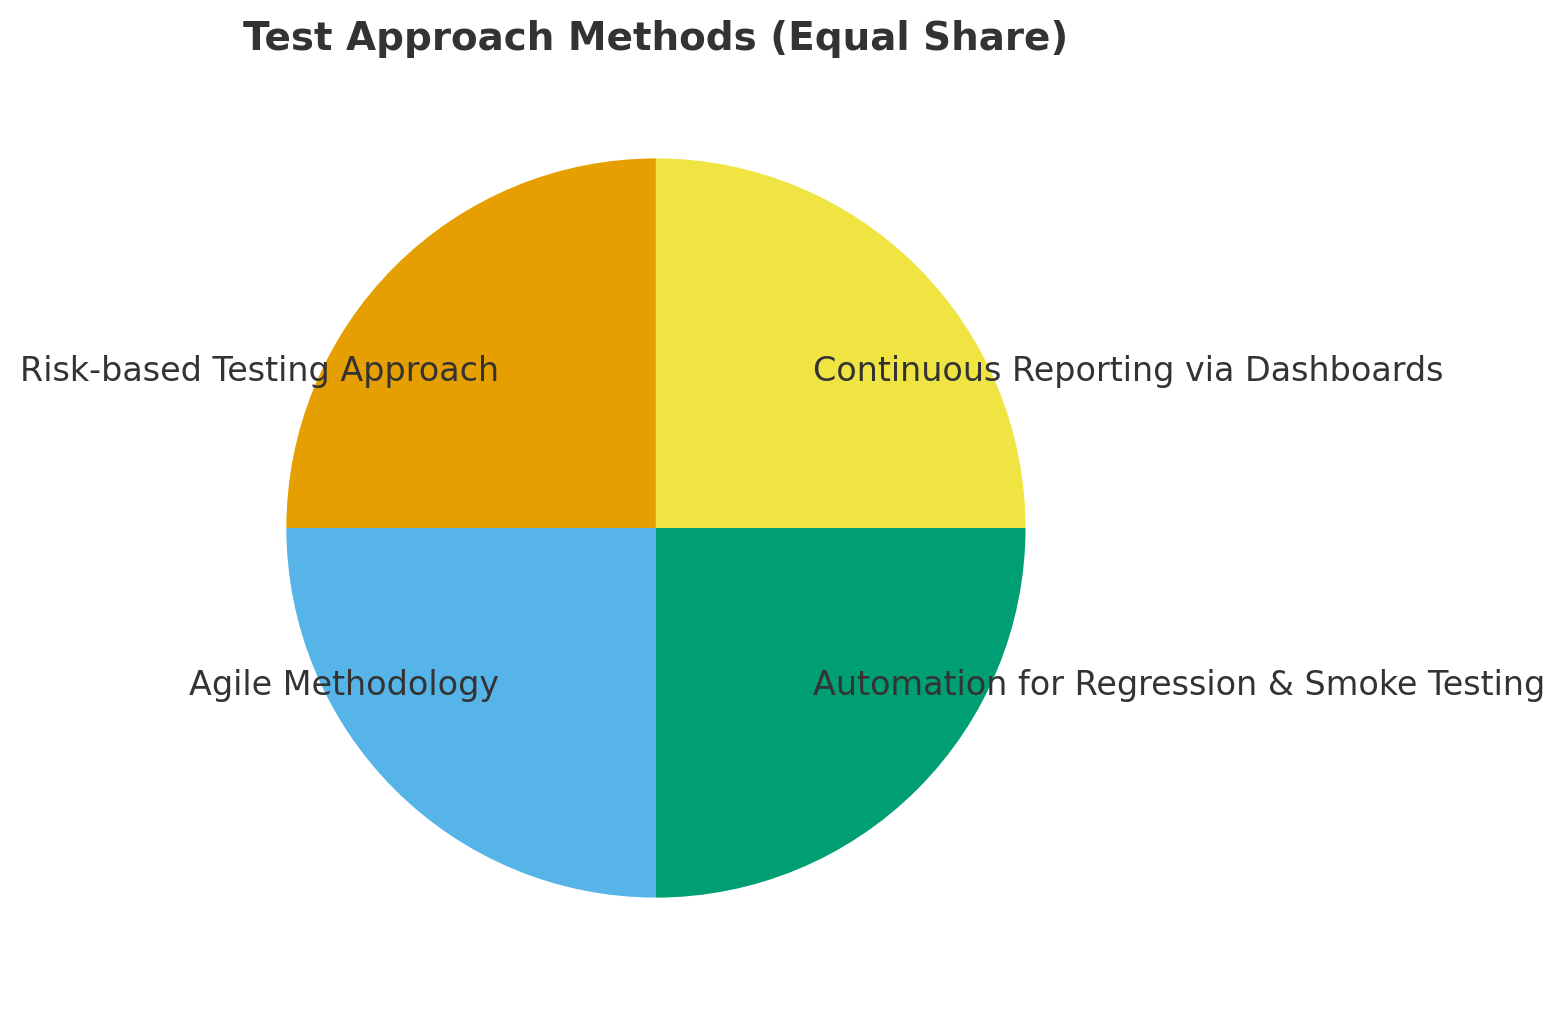 Test Approach Methods (Equal Share)
Risk-based Testing Approach
Continuous Reporting via Dashboards
Agile Methodology
Automation for Regression & Smoke Testing